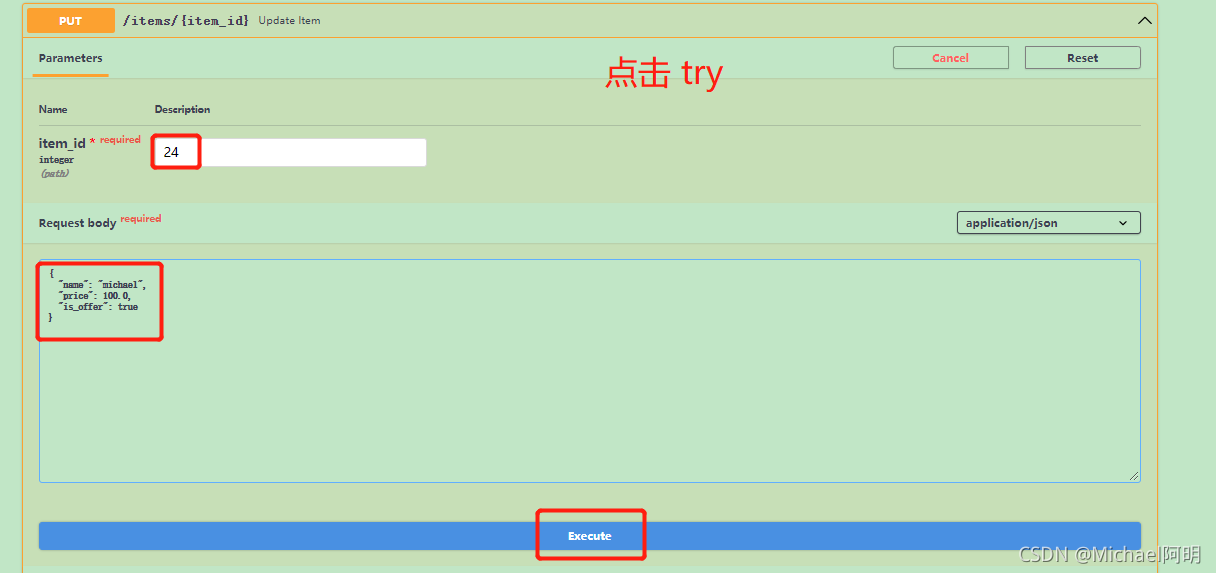 PUT /items/{item_id} Update Item
Parameters
Cancel
Reset
点击 try
Name Description
item_id * required
integer
(path)
24
Request body required
application/json
{
"name": "michael",
"price": 100.0,
"is_offer": true
}
Execute
CSDN @Michael阿明